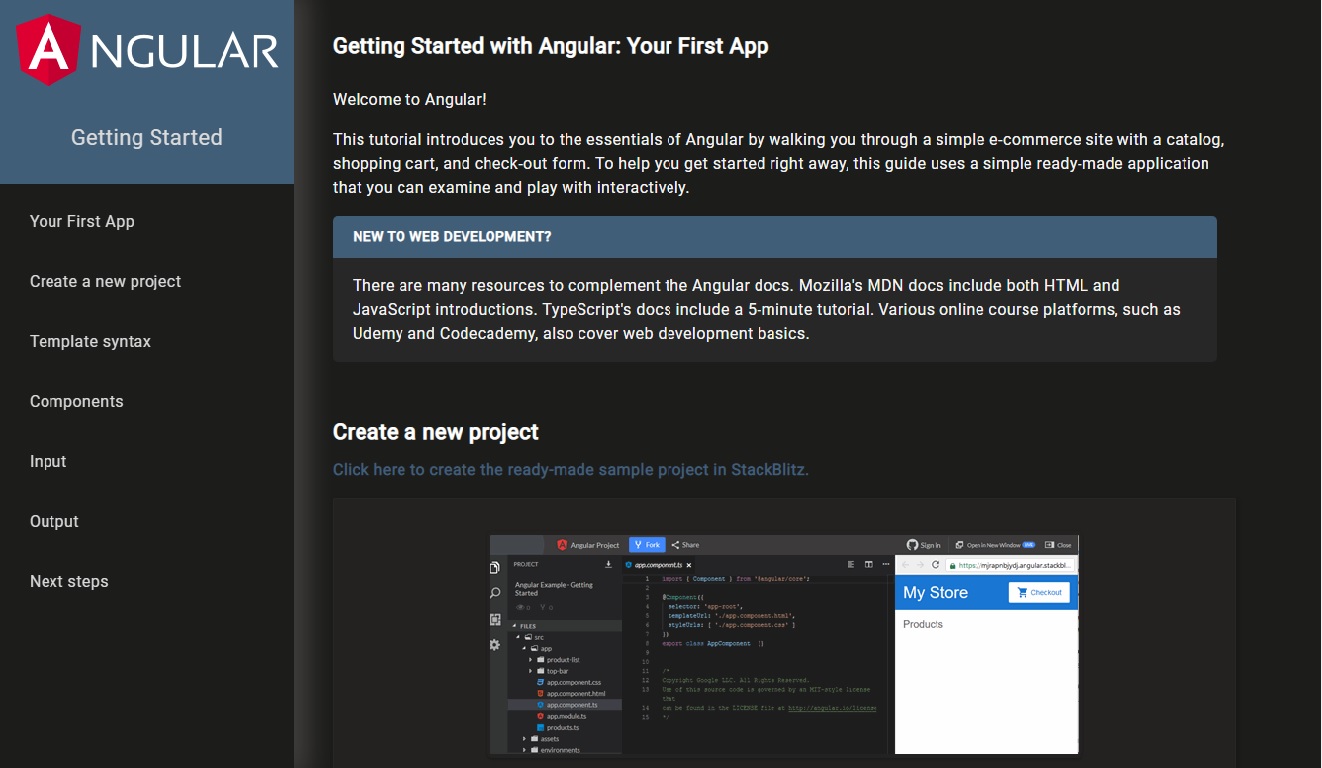 ANGULAR
Getting Started
Your First App
Create a new project
Template syntax
Components
Input
Output
Next steps
Getting Started with Angular: Your First App
Welcome to Angular!
This tutorial introduces you to the essentials of Angular by walking you through a simple e-commerce site with a catalog,
shopping cart, and check-out form. To help you get started right away, this guide uses a simple ready-made application
that you can examine and play with interactively.
NEW TO WEB DEVELOPMENT?
There are many resources to complement the Angular docs. Mozilla's MDN docs include both HTML and
JavaScript introductions. TypeScript's docs include a 5-minute tutorial. Various online course platforms, such as
Udemy and Codecademy, also cover web development basics.
Create a new project
Click here to create the ready-made sample project in StackBlitz.
Angular Project Fork Share Sign in Open in New Window LIVE Close
PROJECT
Angular Example - Getting
Started
0 0
FILES
src
app
product-list
top-bar
app.component.css
app.component.html
app.component.ts
app.module.ts
products.ts
assets
environments
app.component.ts
1 import { Component } from '@angular/core';
2
3 @Component({
4 selector: 'app-root',
5 templateUrl: './app.component.html',
6 styleUrls: [ './app.component.css' ]
7 })
8 export class AppComponent {}
9
10
11 /*
12 Copyright Google LLC. All Rights Reserved.
13 Use of this source code is governed by an MIT-style license
that
14 can be found in the LICENSE file at http://angular.io/license
15 */
https://mjrapnbjydj.angular.stackbl...
My Store
Checkout
Products